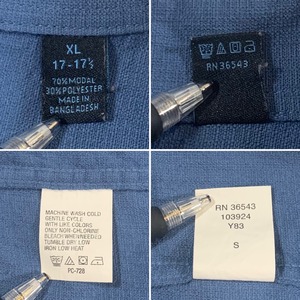 XL
17-17½
70% MODAL
30% POLYESTER
MADE IN
BANGLADESH
RN 36543
MACHINE WASH COLD
GENTLE CYCLE
WITH LIKE COLORS
ONLY NON-CHLORINE
BLEACH WHEN NEEDED
TUMBLE DRY LOW
IRON LOW HEAT
PO-728
RN 36543
103924
Y83
S